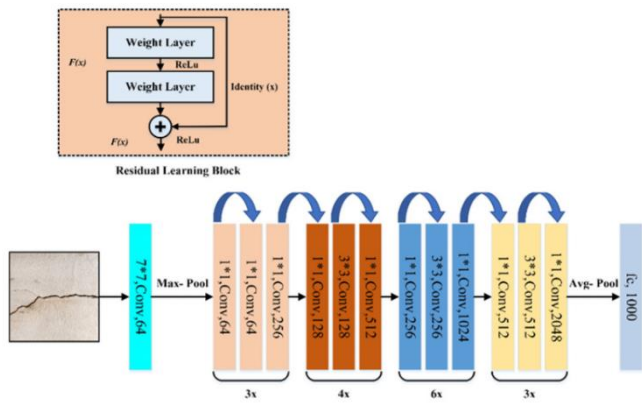 Weight Layer
ReLu
F(x)
Weight Layer
Identity (x)
F(x)
ReLu
Residual Learning Block
7*7,Conv,64
Max- Pool
1*1,Conv,64
1*1,Conv,64
1*1,Conv,256
1*1,Conv,128
3*3,Conv,128
1*1,Conv,512
1*1,Conv,256
3*3,Conv,256
1*1,Conv,1024
1*1,Conv,512
3*3,Conv,512
1*1,Conv,2048
Avg- Pool
fc, 1000
3x
4x
6x
3x